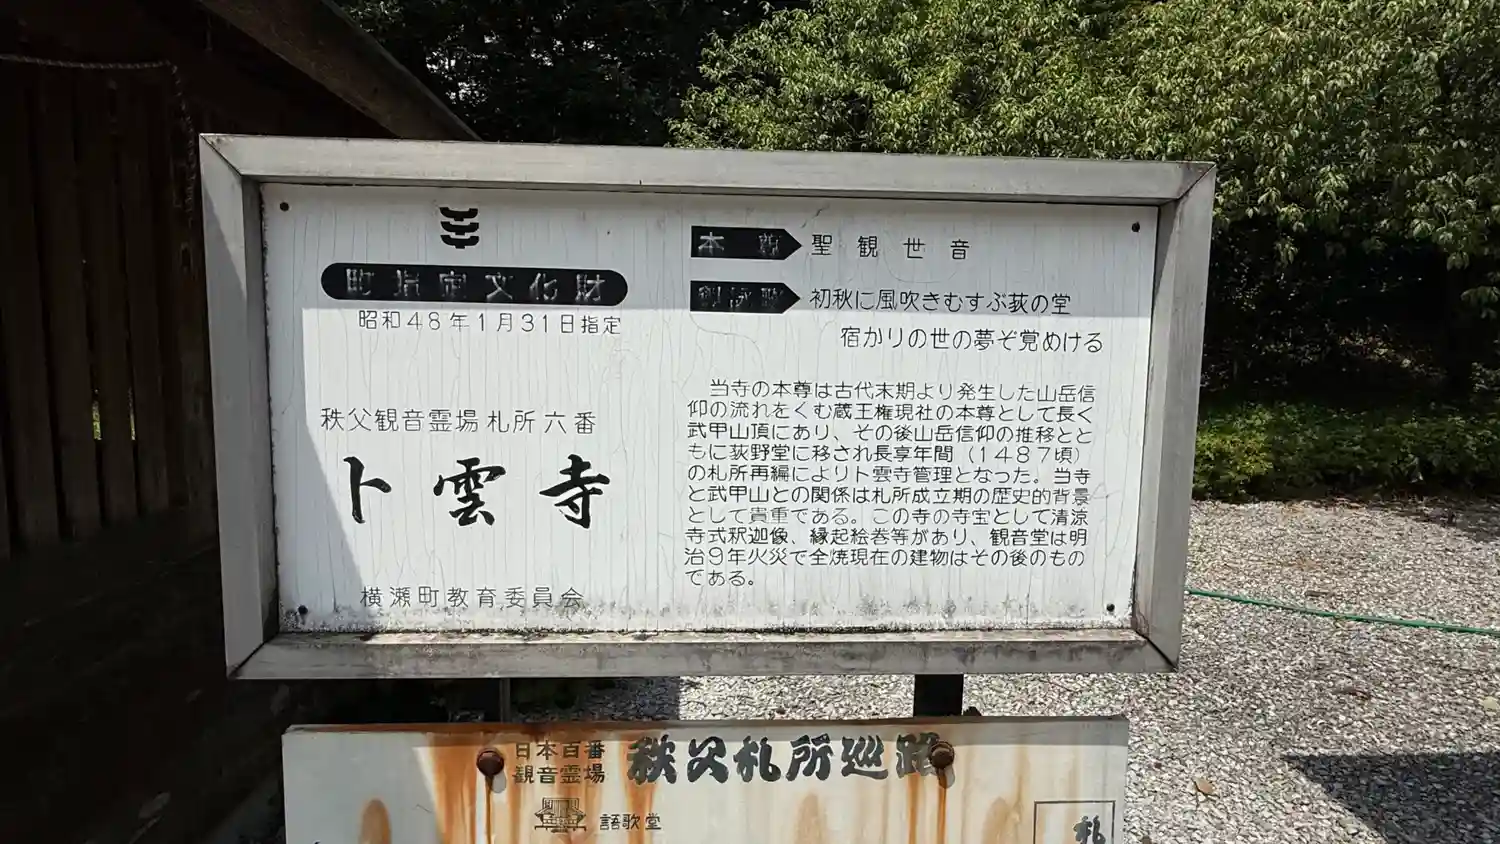 町指定文化財
昭和48年1月31日指定
秩父観音霊場札所六番
卜雲寺
横瀬町教育委員会
本尊 聖観世音
御詠歌 初秋に風吹きむすぶ荻の堂
宿かりの世の夢ぞ覚めける
当寺の本尊は古代末期より発生した山岳信
仰の流れをくむ蔵王権現社の本尊として長く
武甲山頂にあり、その後山岳信仰の推移とと
もに荻野堂に移され長享年間（1487頃）
の札所再編により卜雲寺管理となった。当寺
と武甲山との関係は札所成立期の歴史的背景
として貴重である。この寺の寺宝として清涼
寺式釈迦像、縁起絵巻等があり、観音堂は明
治9年火災で全焼現在の建物はその後のもの
である。
日本百番
観音霊場
秩父札所巡路
語歌堂
札